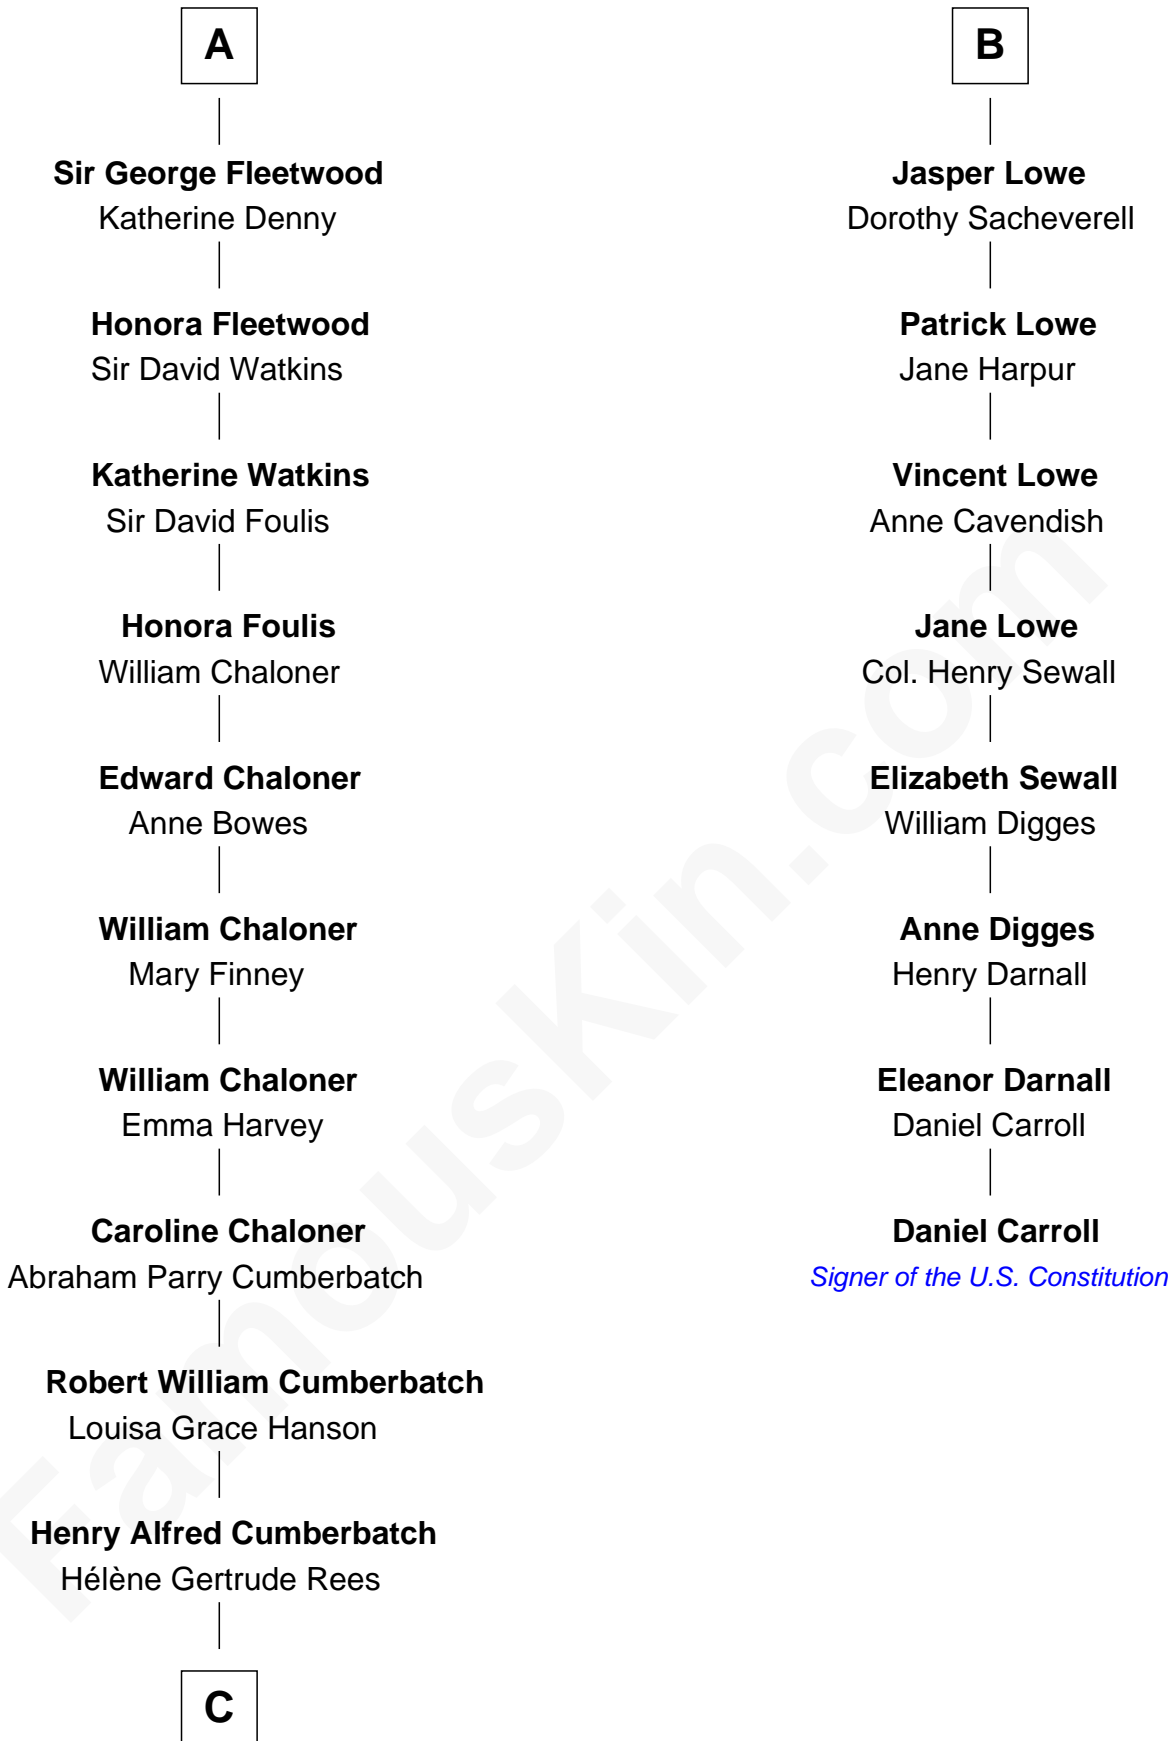 A
Sir George Fleetwood
Katherine Denny
Honora Fleetwood
Sir David Watkins
Katherine Watkins
Sir David Foulis
Honora Foulis
William Chaloner
Edward Chaloner
Anne Bowes
William Chaloner
Mary Finney
William Chaloner
Emma Harvey
Caroline Chaloner
Abraham Parry Cumberbatch
Robert William Cumberbatch
Louisa Grace Hanson
Henry Alfred Cumberbatch
Hélène Gertrude Rees
C
B
Jasper Lowe
Dorothy Sacheverell
Patrick Lowe
Jane Harpur
Vincent Lowe
Anne Cavendish
Jane Lowe
Col. Henry Sewall
Elizabeth Sewall
William Digges
Anne Digges
Henry Darnall
Eleanor Darnall
Daniel Carroll
Daniel Carroll
Signer of the U.S. Constitution
FamousKin.com